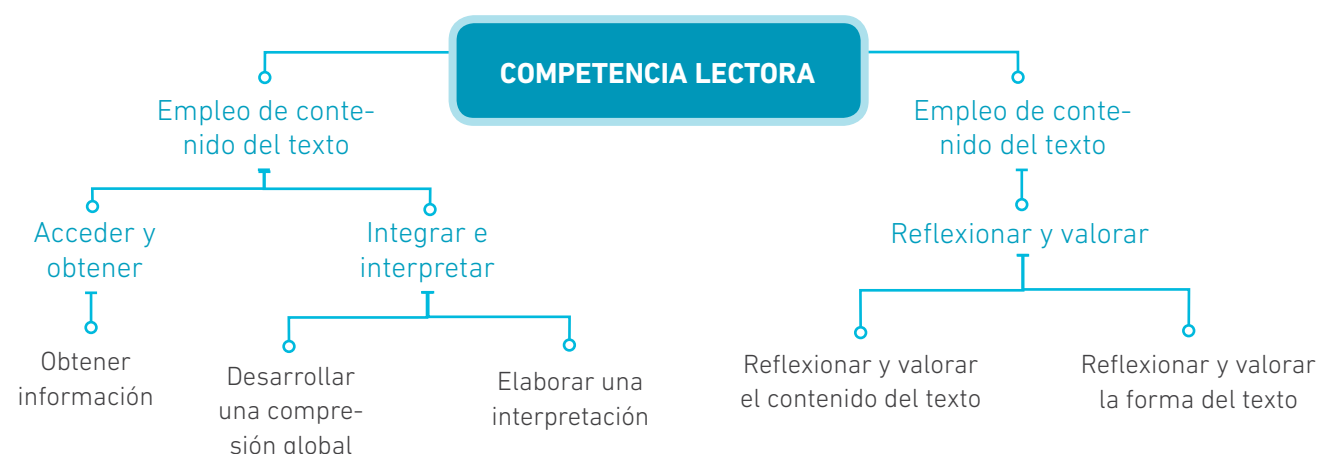 COMPETENCIA LECTORA
Empleo de conte-
nido del texto
Empleo de conte-
nido del texto
Acceder y
obtener
Integrar e
interpretar
Reflexionar y valorar
Obtener
información
Desarrollar
una compre-
sión global
Elaborar una
interpretación
Reflexionar y valorar
el contenido del texto
Reflexionar y valorar
la forma del texto